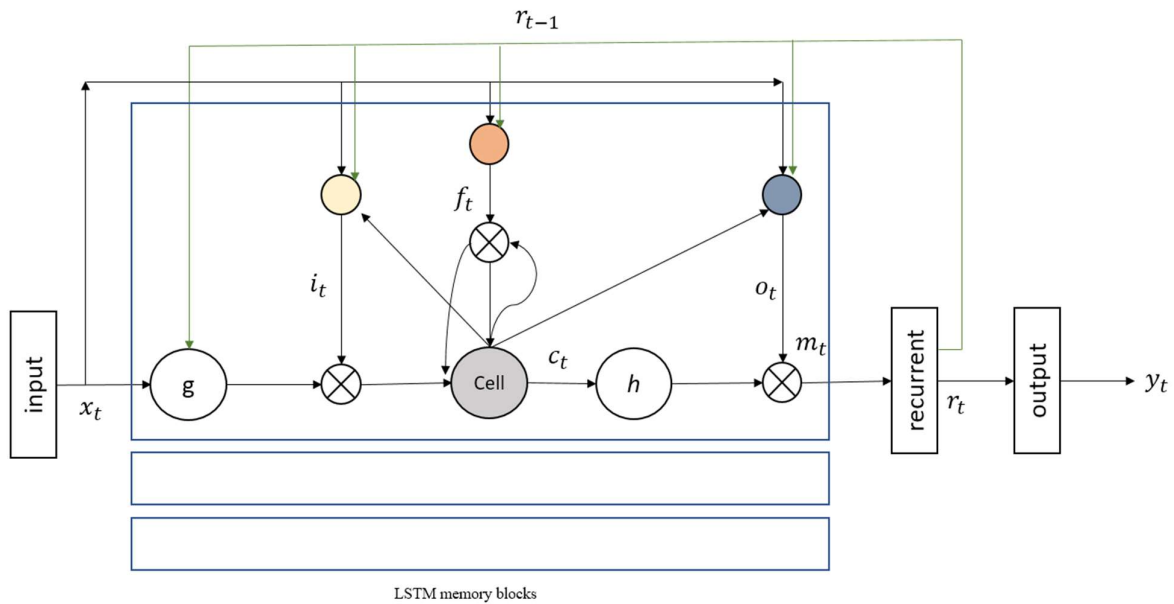 r_{t−1}
f_t
i_t
o_t
input
x_t
g
Cell
c_t
h
m_t
recurrent
r_t
output
y_t
LSTM memory blocks